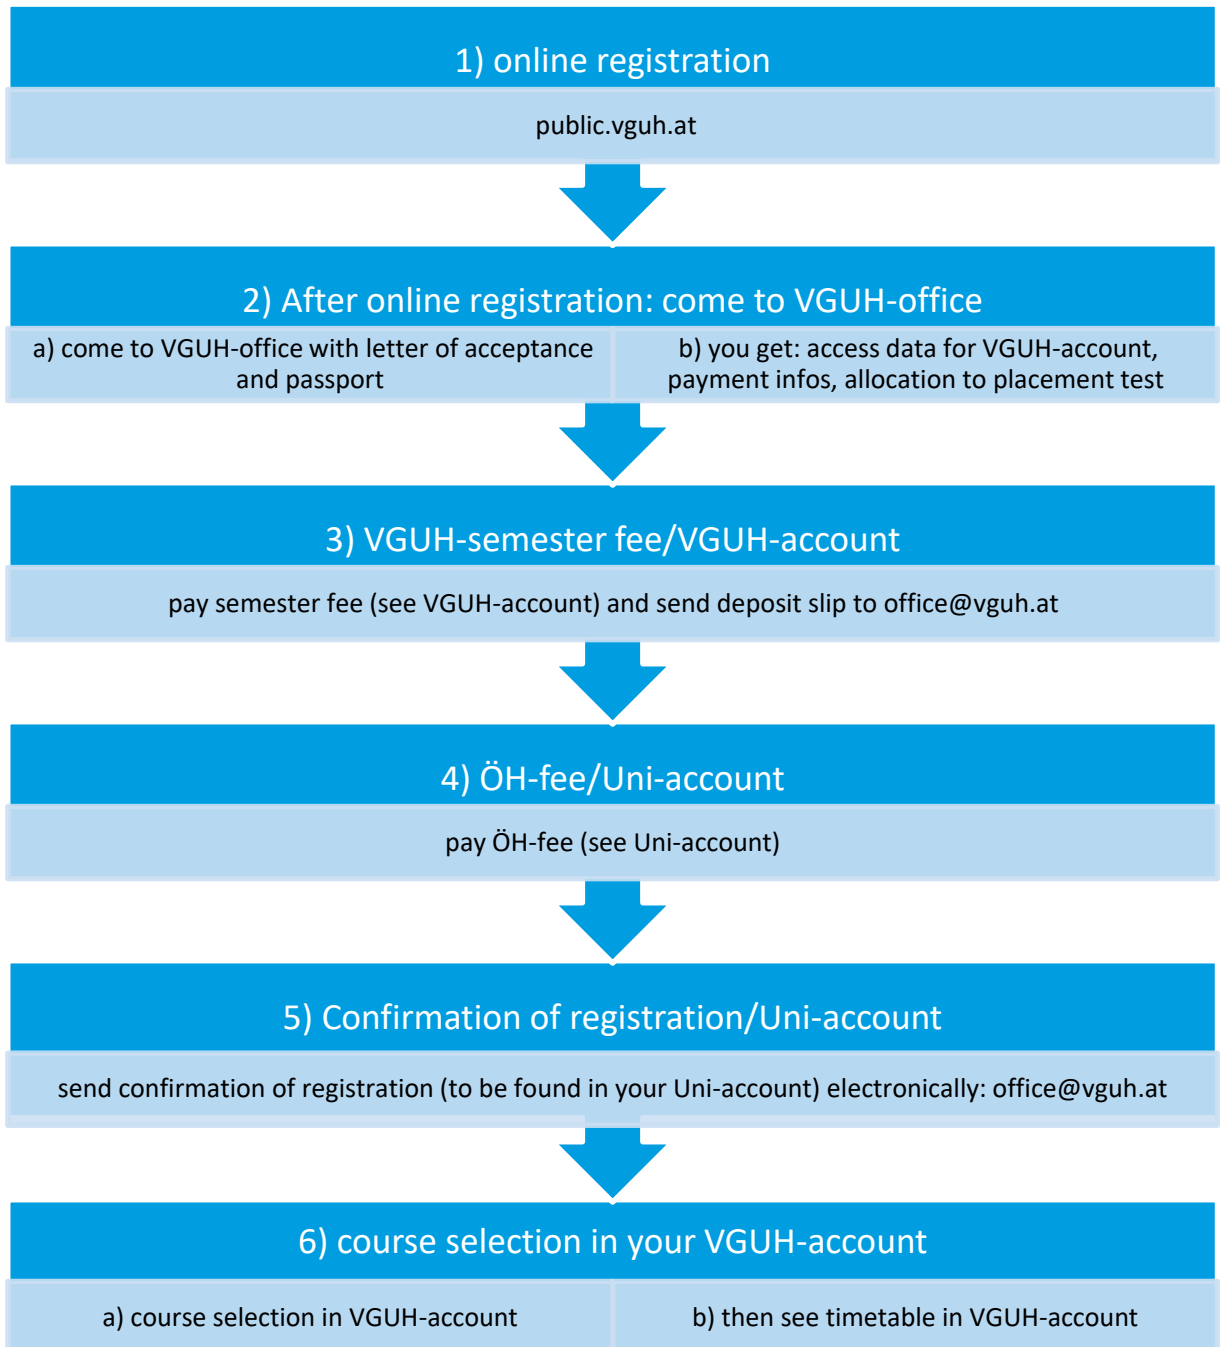 1) online registration
public.vguh.at
2) After online registration: come to VGUH-office
a) come to VGUH-office with letter of acceptance
and passport
b) you get: access data for VGUH-account,
payment infos, allocation to placement test
3) VGUH-semester fee/VGUH-account
pay semester fee (see VGUH-account) and send deposit slip to office@vguh.at
4) ÖH-fee/Uni-account
pay ÖH-fee (see Uni-account)
5) Confirmation of registration/Uni-account
send confirmation of registration (to be found in your Uni-account) electronically: office@vguh.at
6) course selection in your VGUH-account
a) course selection in VGUH-account
b) then see timetable in VGUH-account